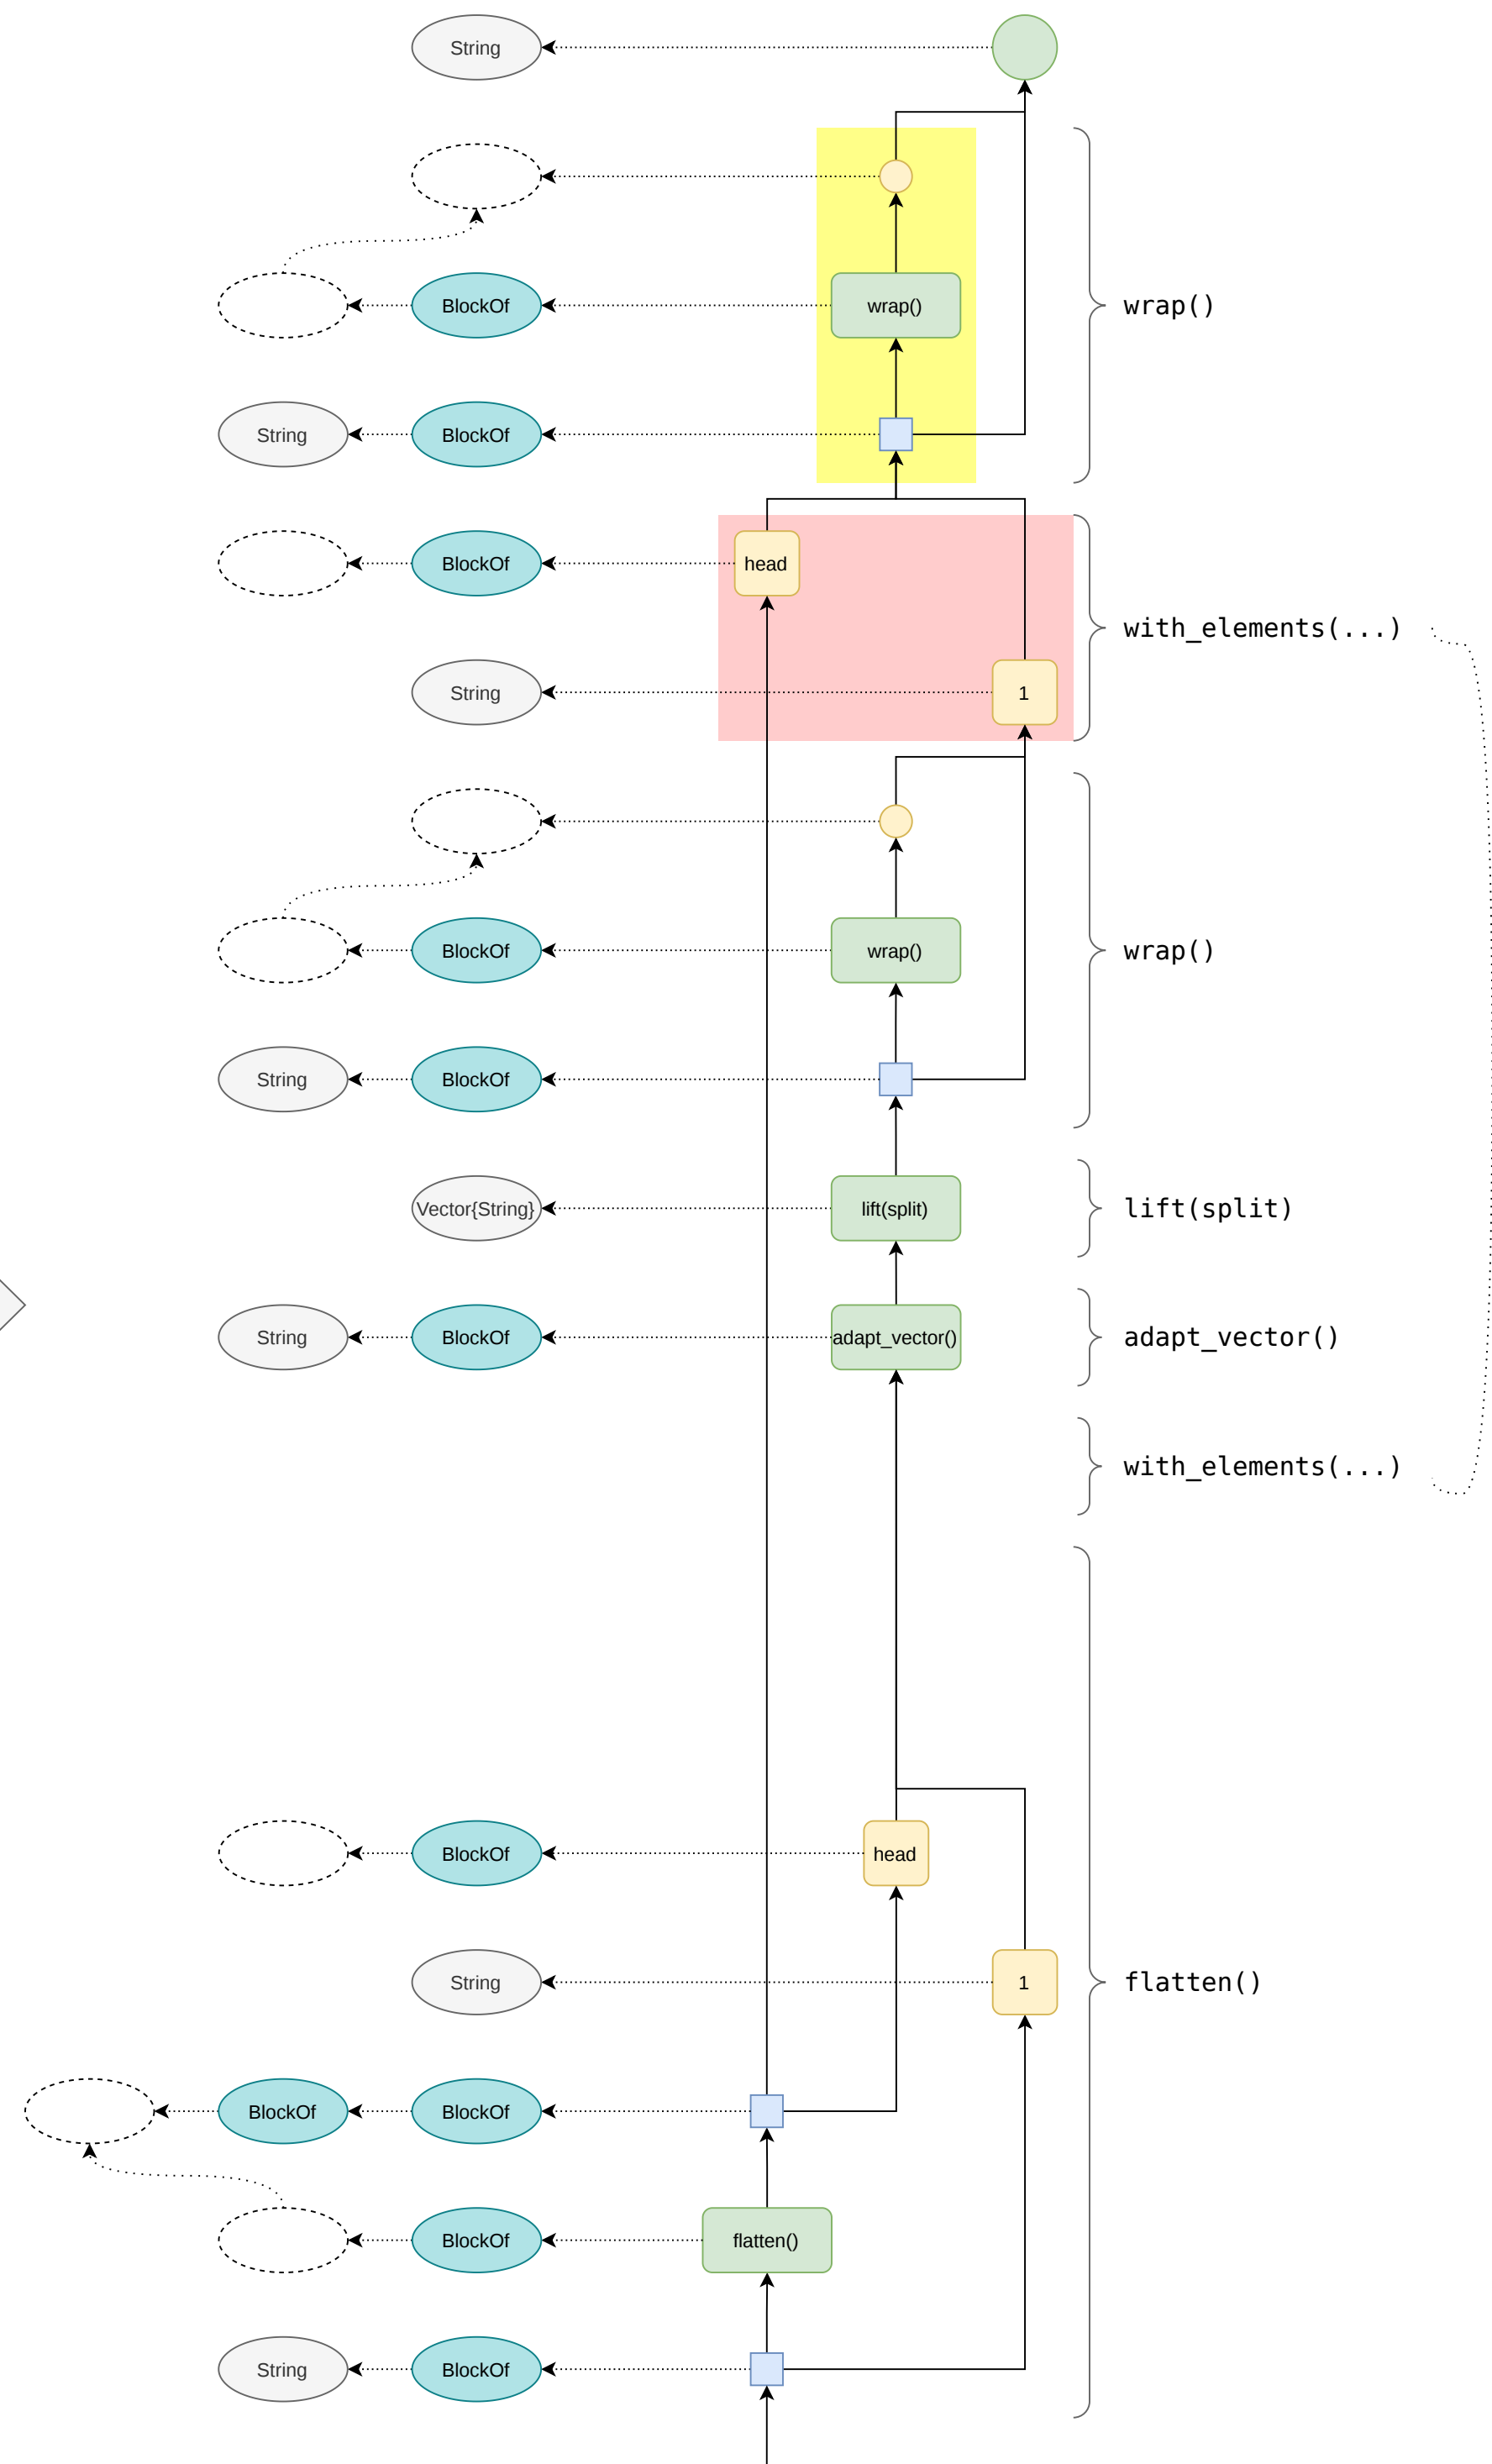 String
BlockOf
wrap()
wrap()
String
BlockOf
BlockOf
head
with_elements(...)
String
1
BlockOf
wrap()
wrap()
String
BlockOf
Vector{String}
lift(split)
lift(split)
String
BlockOf
adapt_vector()
adapt_vector()
with_elements(...)
BlockOf
head
String
1
flatten()
BlockOf
BlockOf
BlockOf
flatten()
String
BlockOf